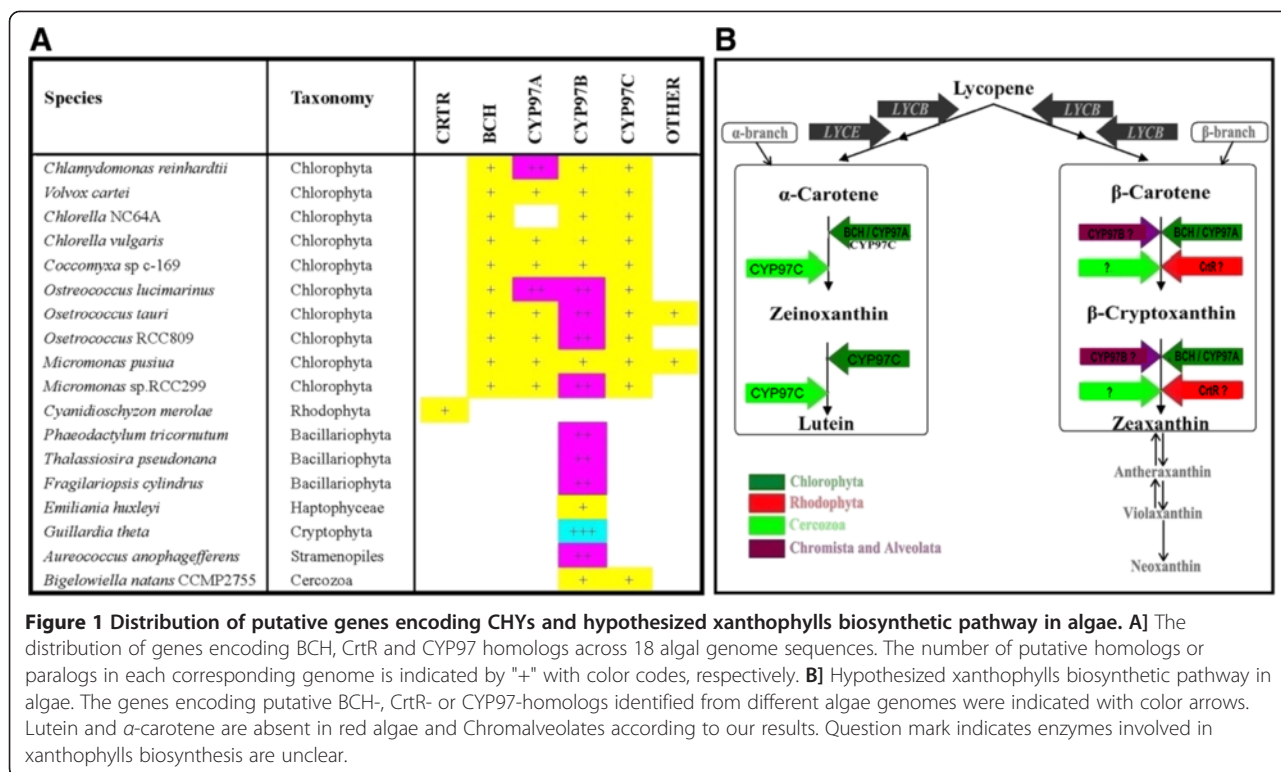 A
Species Taxonomy CRTR BCH CYP97A CYP97B CYP97C OTHER
Chlamydomonas reinhardtii Chlorophyta + ++ + +
Volvox cartei Chlorophyta + + + +
Chlorella NC64A Chlorophyta + + +
Chlorella vulgaris Chlorophyta + + + +
Coccomyxa sp c-169 Chlorophyta + + + +
Ostreococcus lucimarinus Chlorophyta + ++ ++ +
Osetrococcus tauri Chlorophyta + + ++ + +
Osetrococcus RCC809 Chlorophyta + + ++ +
Micromonas pusiua Chlorophyta + + + + +
Micromonas sp.RCC299 Chlorophyta + + ++ +
Cyanidioschyzon merolae Rhodophyta +
Phaeodactylum tricornutum Bacillariophyta ++
Thalassiosira pseudonana Bacillariophyta ++
Fragilariopsis cylindrus Bacillariophyta ++
Emiliania huxleyi Haptophyceae +
Guillardia theta Cryptophyta +++
Aureococcus anophagefferens Stramenopiles ++
Bigelowiella natans CCMP2755 Cercozoa + +
B
Lycopene
LYCB LYCB
α-branch LYCE LYCB β-branch
α-Carotene
BCH / CYP97A
CYP97C
CYP97C
Zeinoxanthin
CYP97C
CYP97C
Lutein
β-Carotene
CYP97B ? BCH / CYP97A
? CrtR ?
β-Cryptoxanthin
CYP97B ? BCH / CYP97A
? CrtR ?
Zeaxanthin
Antheraxanthin
Violaxanthin
Neoxanthin
Chlorophyta
Rhodophyta
Cercozoa
Chromista and Alveolata
Figure 1 Distribution of putative genes encoding CHYs and hypothesized xanthophylls biosynthetic pathway in algae. A] The
distribution of genes encoding BCH, CrtR and CYP97 homologs across 18 algal genome sequences. The number of putative homologs or
paralogs in each corresponding genome is indicated by "+" with color codes, respectively. B] Hypothesized xanthophylls biosynthetic pathway in
algae. The genes encoding putative BCH-, CrtR- or CYP97-homologs identified from different algae genomes were indicated with color arrows.
Lutein and α-carotene are absent in red algae and Chromalveolates according to our results. Question mark indicates enzymes involved in
xanthophylls biosynthesis are unclear.